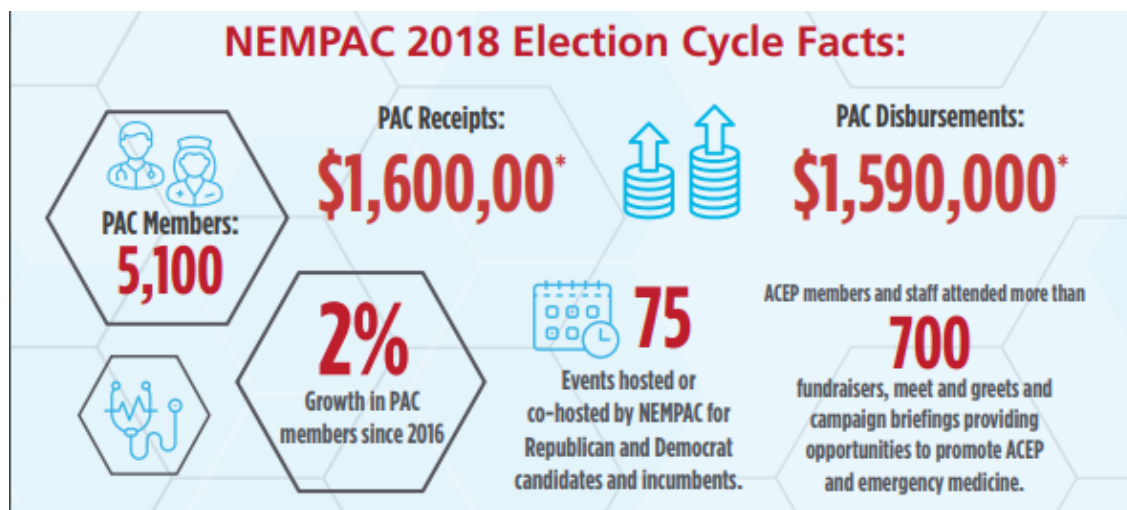 NEMPAC 2018 Election Cycle Facts:
PAC Members:
5,100
PAC Receipts:
$1,600,00*
PAC Disbursements:
$1,590,000*
2%
Growth in PAC
members since 2016
75
Events hosted or
co-hosted by NEMPAC for
Republican and Democrat
candidates and incumbents.
ACEP members and staff attended more than
700
fundraisers, meet and greets and
campaign briefings providing
opportunities to promote ACEP
and emergency medicine.